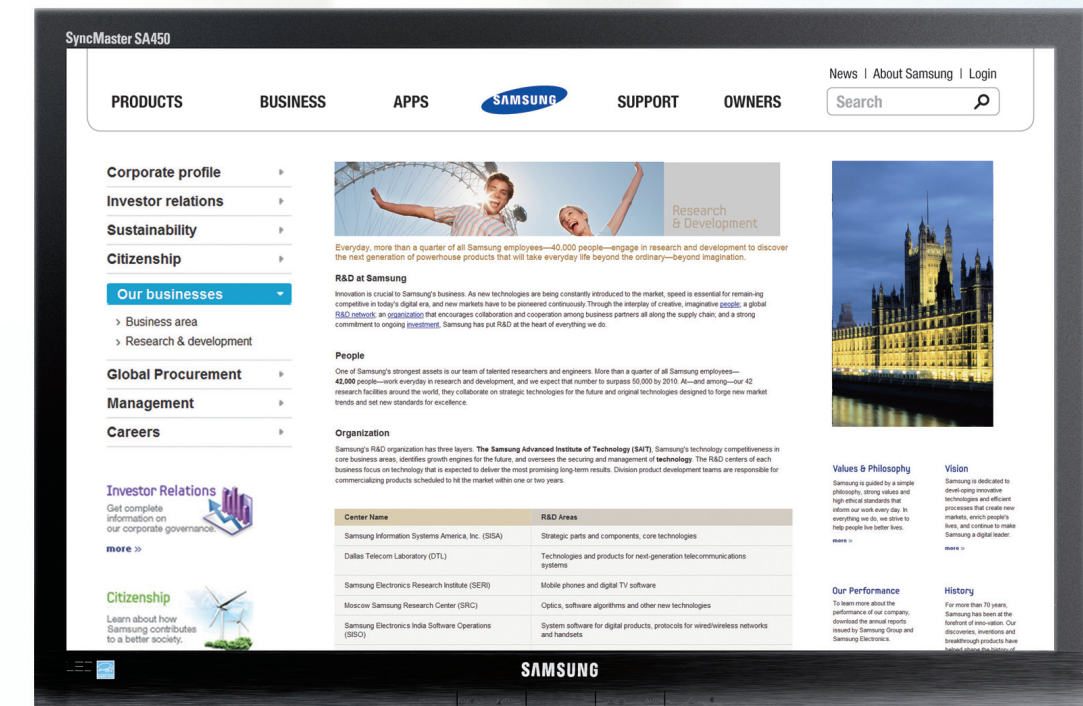 SyncMaster SA450
News | About Samsung | Login
PRODUCTS
BUSINESS
APPS
SAMSUNG
SUPPORT
OWNERS
Search
Corporate profile
Investor relations
Sustainability
Citizenship
Our businesses
> Business area
> Research & development
Global Procurement
Management
Careers
Investor Relations
Get complete
information on
our corporate governance.
more >>
Citizenship
Learn about how
Samsung contributes
to a better society.
Research
& Development
Everyday, more than a quarter of all Samsung employees—40,000 people—engage in research and development to discover
the next generation of powerhouse products that will take everyday life beyond the ordinary—beyond imagination.
R&D at Samsung
Innovation is crucial to Samsung's business. As new technologies are being constantly introduced to the market, speed is essential for remain-ing
competitive in today's digital era, and new markets have to be pioneered continuously.Through the interplay of creative, imaginative people; a global
R&D network; an organization that encourages collaboration and cooperation among business partners all along the supply chain; and a strong
commitment to ongoing investment, Samsung has put R&D at the heart of everything we do.
People
One of Samsung's strongest assets is our team of talented researchers and engineers. More than a quarter of all Samsung employees—
42,000 people—work everyday in research and development, and we expect that number to surpass 50,000 by 2010. At—and among—our 42
research facilities around the world, they collaborate on strategic technologies for the future and original technologies designed to forge new market
trends and set new standards for excellence.
Organization
Samsung's R&D organization has three layers. The Samsung Advanced Institute of Technology (SAIT), Samsung's technology competitiveness in
core business areas, identifies growth engines for the future, and oversees the securing and management of technology. The R&D centers of each
business focus on technology that is expected to deliver the most promising long-term results. Division product development teams are responsible for
commercializing products scheduled to hit the market within one or two years.
Center Name
R&D Areas
Samsung Information Systems America, Inc. (SISA)
Strategic parts and components, core technologies
Dallas Telecom Laboratory (DTL)
Technologies and products for next-generation telecommunications
systems
Samsung Electronics Research Institute (SERI)
Mobile phones and digital TV software
Moscow Samsung Research Center (SRC)
Optics, software algorithms and other new technologies
Samsung Electronics India Software Operations
(SISO)
System software for digital products, protocols for wired/wireless networks
and handsets
Values & Philosophy
Samsung is guided by a simple
philosophy, strong values and
high ethical standards that
inform our work every day. In
everything we do, we strive to
help people live better lives.
more >>
Vision
Samsung is dedicated to
devel-oping innovative
technologies and efficient
processes that create new
markets, enrich people's
lives, and continue to make
Samsung a digital leader.
more >>
Our Performance
To learn more about the
performance of our company,
download the annual reports
issued by Samsung Group and
Samsung Electronics.
History
For more than 70 years,
Samsung has been at the
forefront of inno-vation. Our
discoveries, inventions and
breakthrough products have
helped shape the history of
SAMSUNG